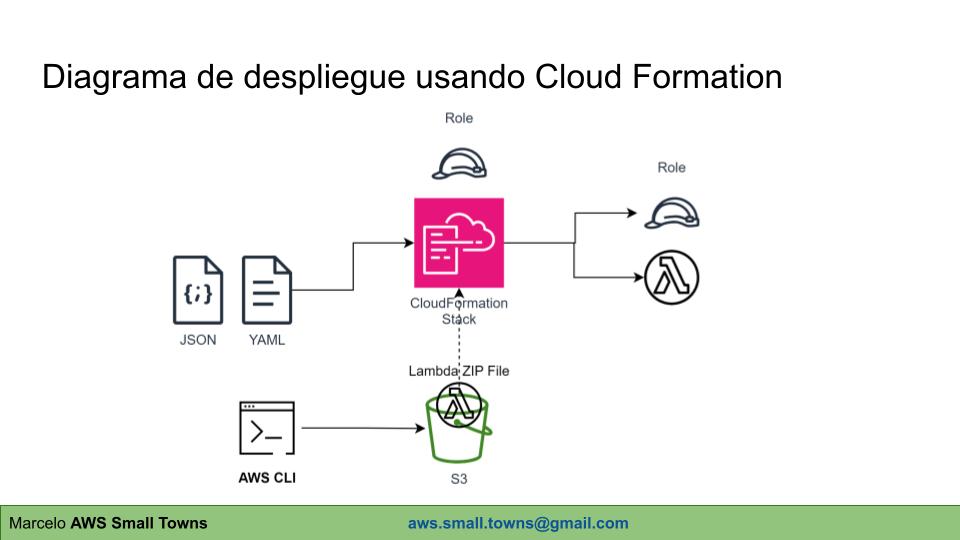 Diagrama de despliegue usando Cloud Formation
Role
Role
{;}
JSON
YAML
CloudFormation
Stack
Lambda ZIP File
>_
AWS CLI
S3
Marcelo AWS Small Towns
aws.small.towns@gmail.com